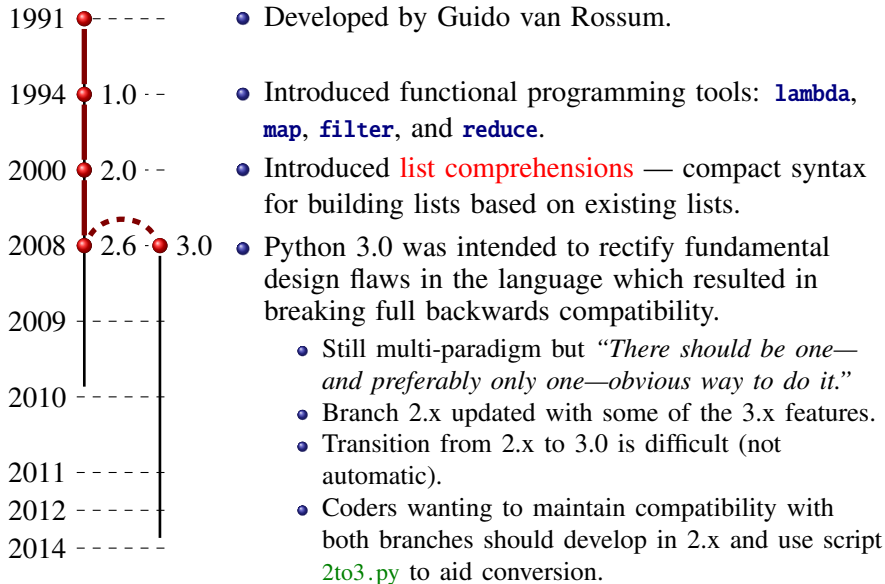 1991
Developed by Guido van Rossum.
1994 1.0
Introduced functional programming tools: lambda,
map, filter, and reduce.
2000 2.0
Introduced list comprehensions — compact syntax
for building lists based on existing lists.
2008 2.6 3.0
Python 3.0 was intended to rectify fundamental
design flaws in the language which resulted in
breaking full backwards compatibility.
2009
Still multi-paradigm but “There should be one—
and preferably only one—obvious way to do it.”
2010
Branch 2.x updated with some of the 3.x features.
Transition from 2.x to 3.0 is difficult (not
automatic).
2011
2012
Coders wanting to maintain compatibility with
both branches should develop in 2.x and use script
2014
2to3.py to aid conversion.